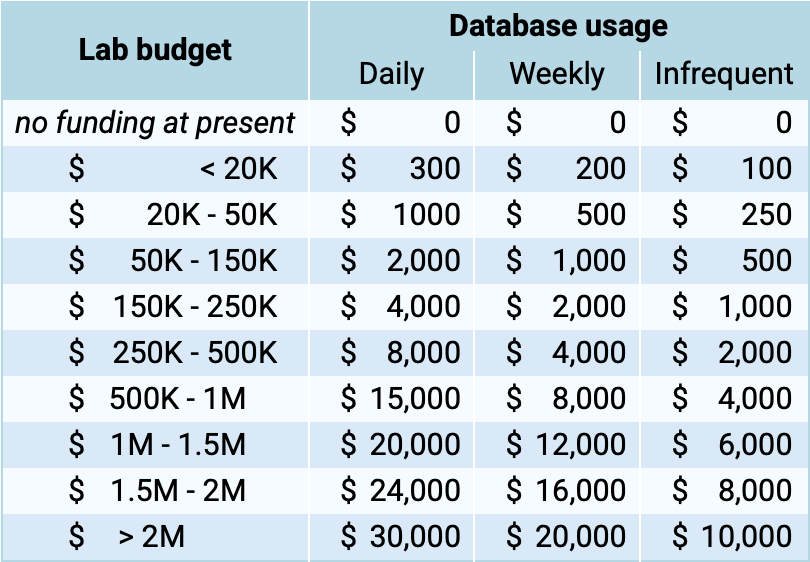 Lab budget Database usage
Daily Weekly Infrequent
no funding at present $ 0 $ 0 $ 0
$ < 20K $ 300 $ 200 $ 100
$ 20K - 50K $ 1000 $ 500 $ 250
$ 50K - 150K $ 2,000 $ 1,000 $ 500
$ 150K - 250K $ 4,000 $ 2,000 $ 1,000
$ 250K - 500K $ 8,000 $ 4,000 $ 2,000
$ 500K - 1M $ 15,000 $ 8,000 $ 4,000
$ 1M - 1.5M $ 20,000 $ 12,000 $ 6,000
$ 1.5M - 2M $ 24,000 $ 16,000 $ 8,000
$ > 2M $ 30,000 $ 20,000 $ 10,000